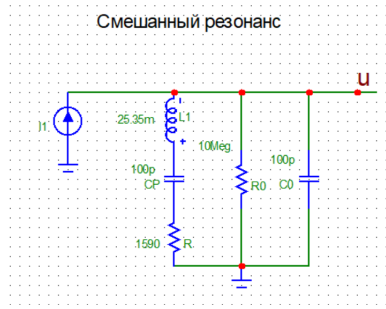 Смешанный резонанс
u
I1
25.35m
L1
10Meg
100p
CP
100p
R0
C0
1590
R